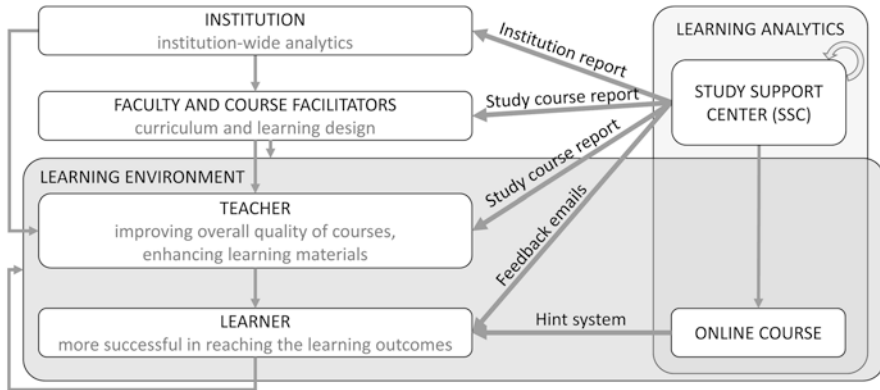 INSTITUTION
institution-wide analytics
FACULTY AND COURSE FACILITATORS
curriculum and learning design
LEARNING ENVIRONMENT
TEACHER
improving overall quality of courses,
enhancing learning materials
LEARNER
more successful in reaching the learning outcomes
Institution report
Study course report
Study course report
Feedback emails
Hint system
LEARNING ANALYTICS
STUDY SUPPORT
CENTER (SSC)
ONLINE COURSE